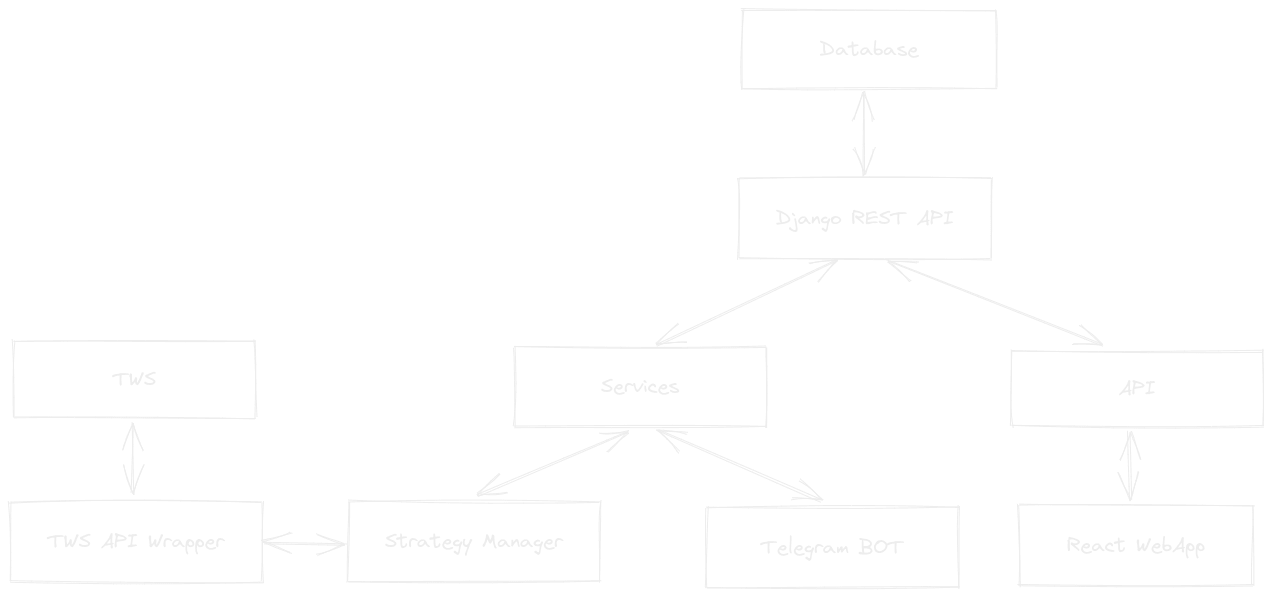 Database
Django REST API
TWS
Services
API
TWS API Wrapper
Strategy Manager
Telegram BOT
React WebApp